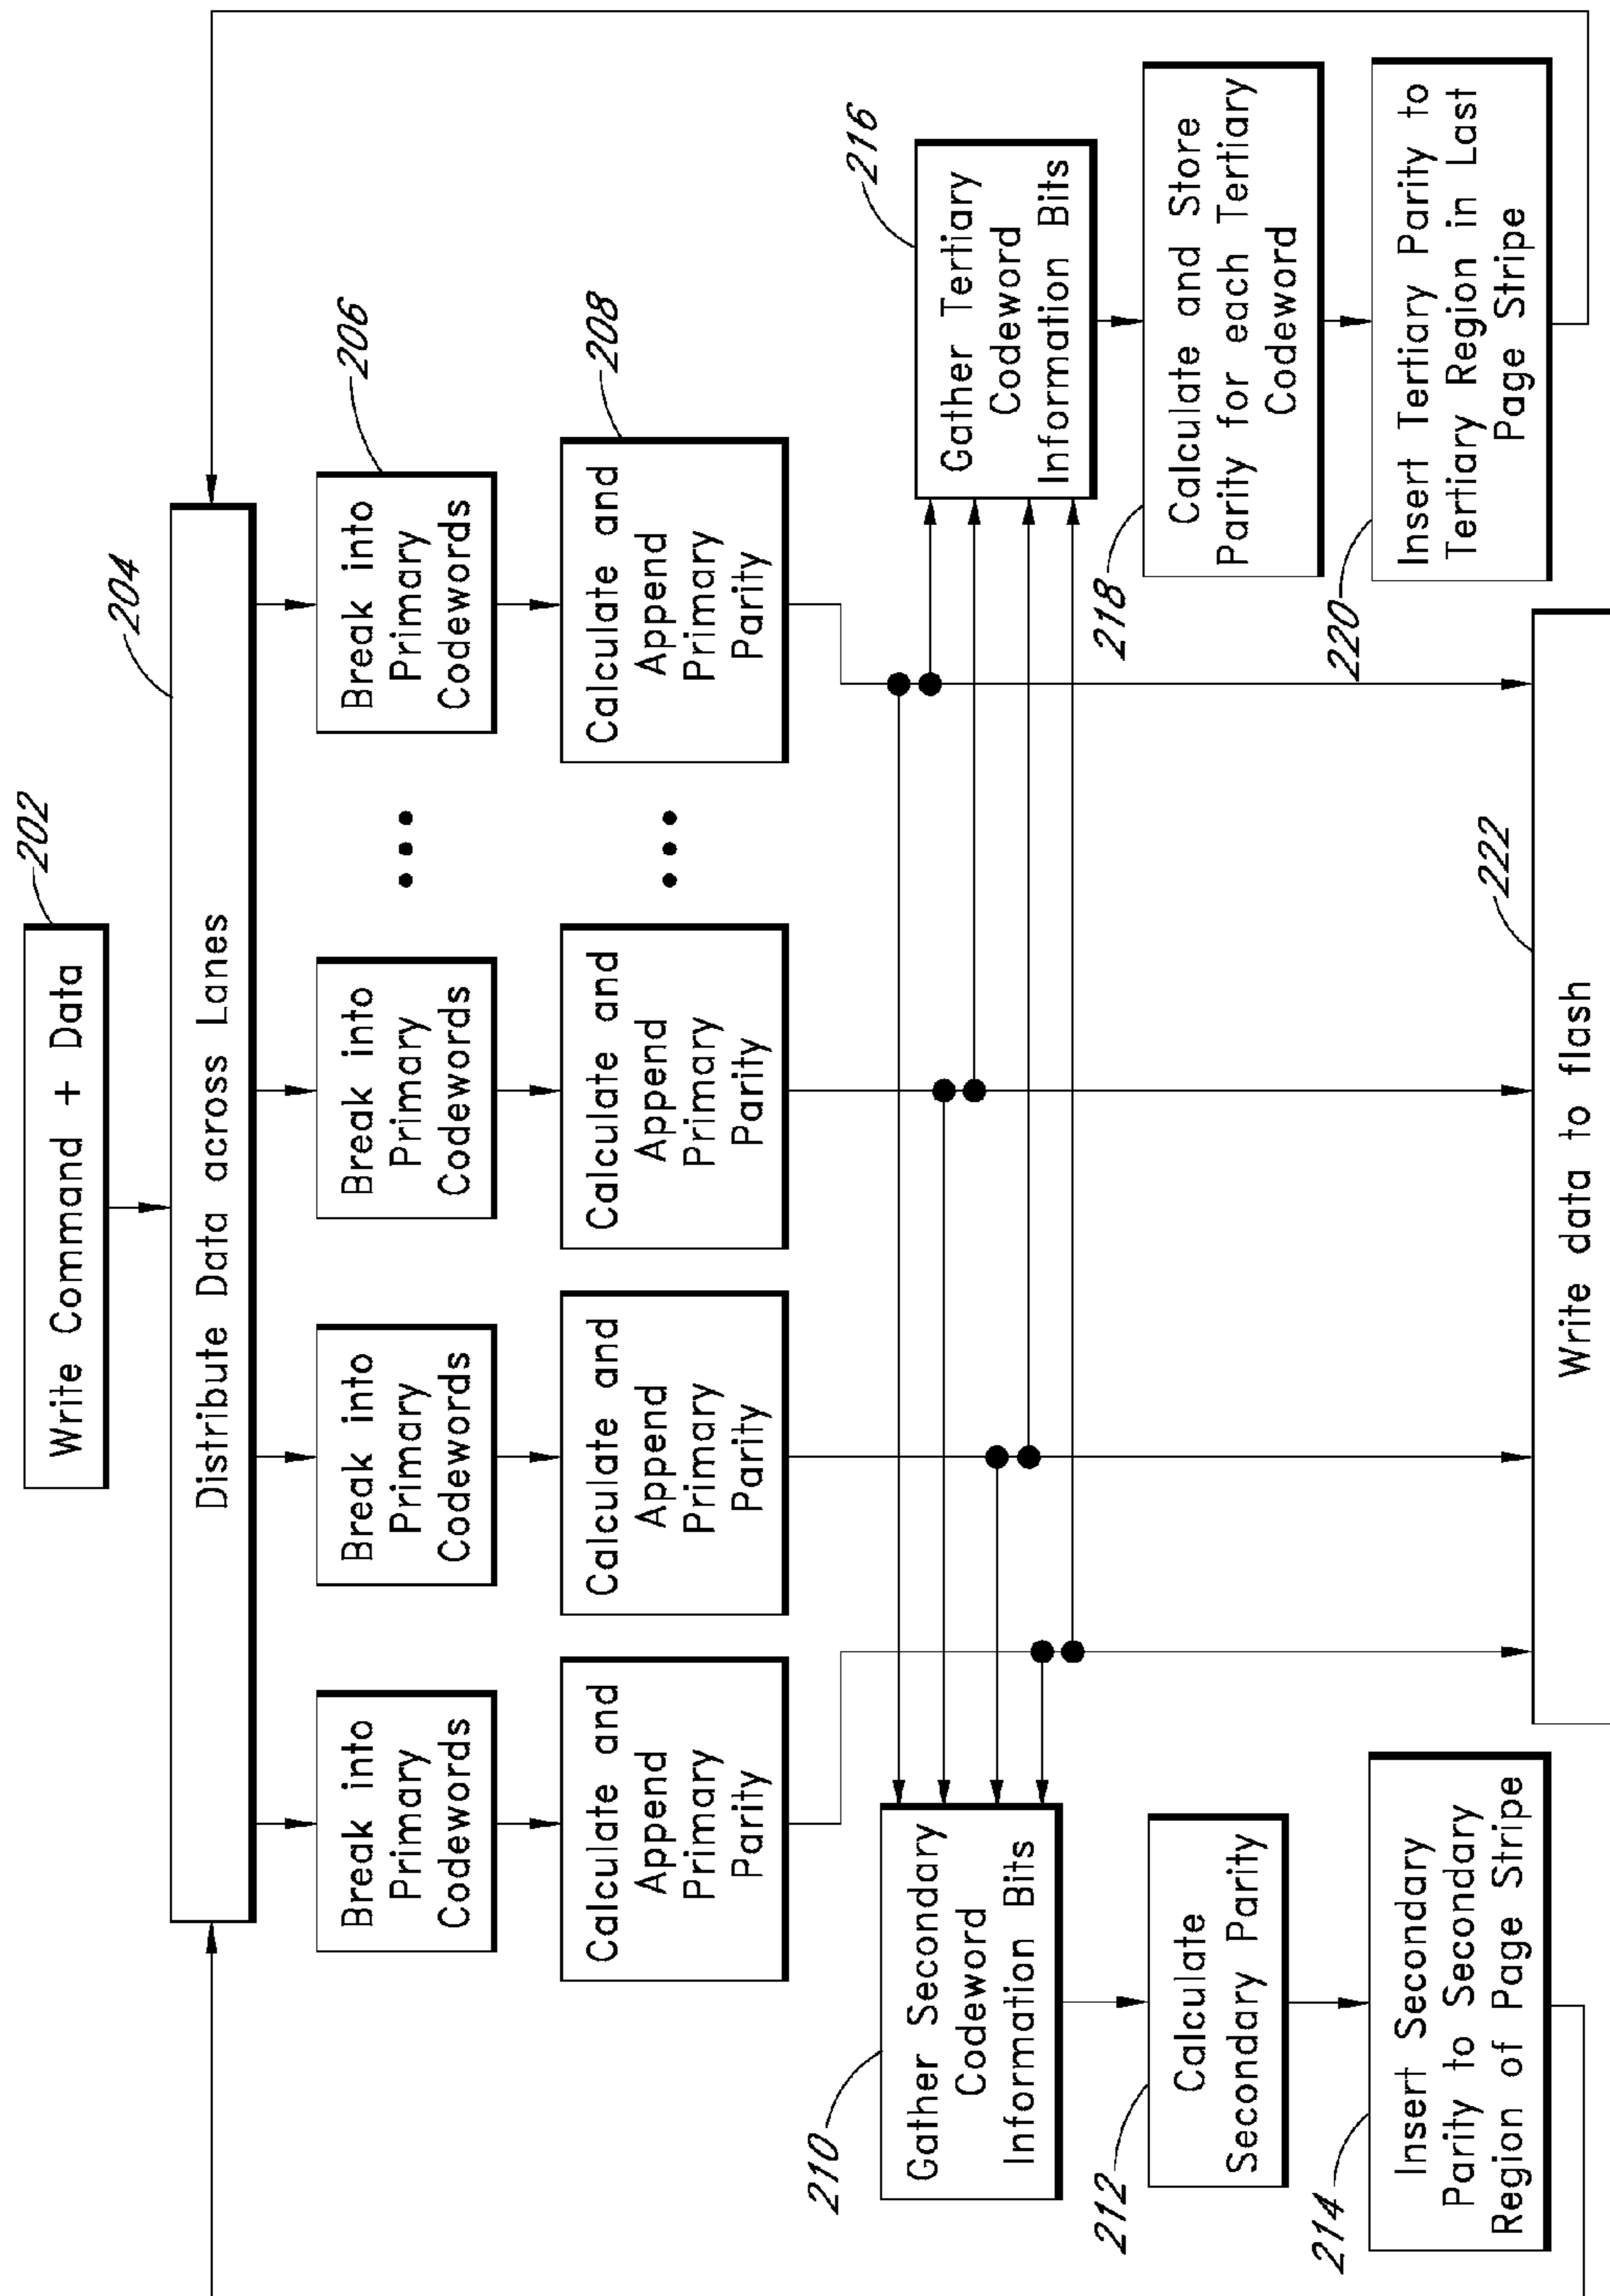 202
Write Command + Data
204
Distribute Data across Lanes
206
Break into
Primary
Codewords
Break into
Primary
Codewords
Break into
Primary
Codewords
Break into
Primary
Codewords
208
Calculate and
Append
Primary
Parity
Calculate and
Append
Primary
Parity
Calculate and
Append
Primary
Parity
Calculate and
Append
Primary
Parity
210
Gather Secondary
Codeword
Information Bits
212
Calculate
Secondary Parity
214
Insert Secondary
Parity to Secondary
Region of Page Stripe
216
Gather Tertiary
Codeword
Information Bits
218
Calculate and Store
Parity for each Tertiary
Codeword
220
Insert Tertiary Parity to
Tertiary Region in Last
Page Stripe
222
Write data to flash